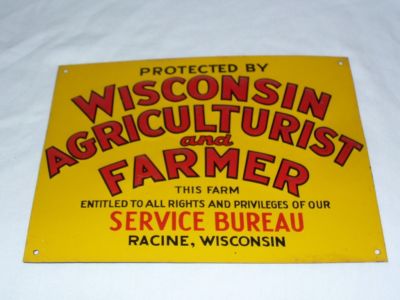 PROTECTED BY
WISCONSIN
AGRICULTURIST
and
FARMER
THIS FARM
ENTITLED TO ALL RIGHTS AND PRIVILEGES OF OUR
SERVICE BUREAU
RACINE, WISCONSIN